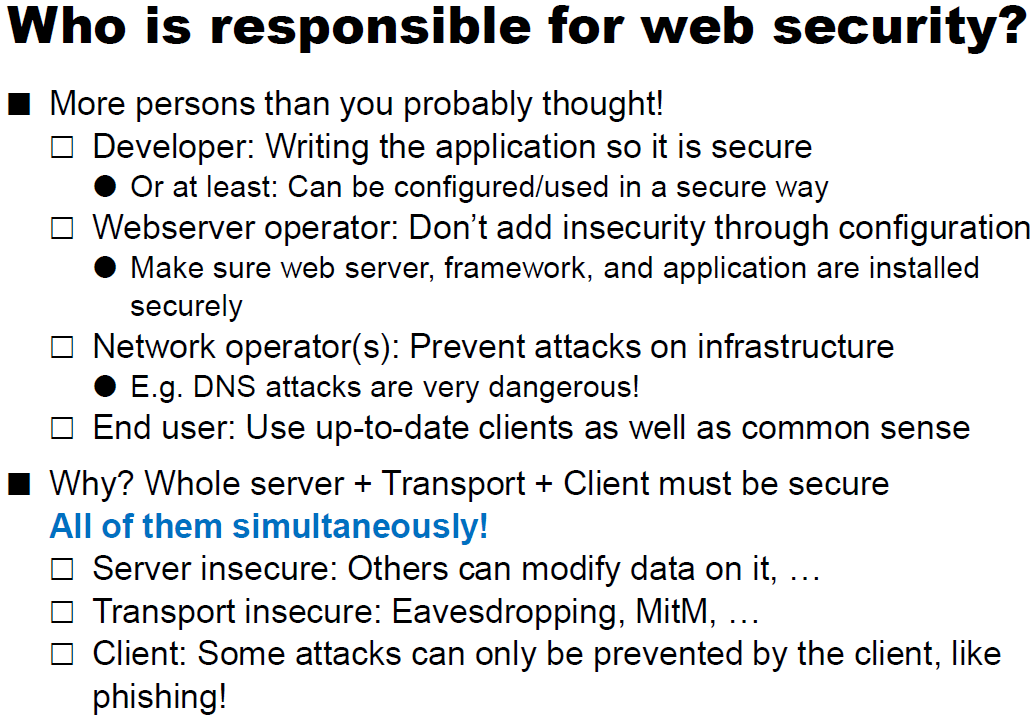 Who is responsible for web security?
■ More persons than you probably thought!
□ Developer: Writing the application so it is secure
● Or at least: Can be configured/used in a secure way
□ Webserver operator: Don’t add insecurity through configuration
● Make sure web server, framework, and application are installed
securely
□ Network operator(s): Prevent attacks on infrastructure
● E.g. DNS attacks are very dangerous!
□ End user: Use up-to-date clients as well as common sense
■ Why? Whole server + Transport + Client must be secure
All of them simultaneously!
□ Server insecure: Others can modify data on it, …
□ Transport insecure: Eavesdropping, MitM, …
□ Client: Some attacks can only be prevented by the client, like
phishing!